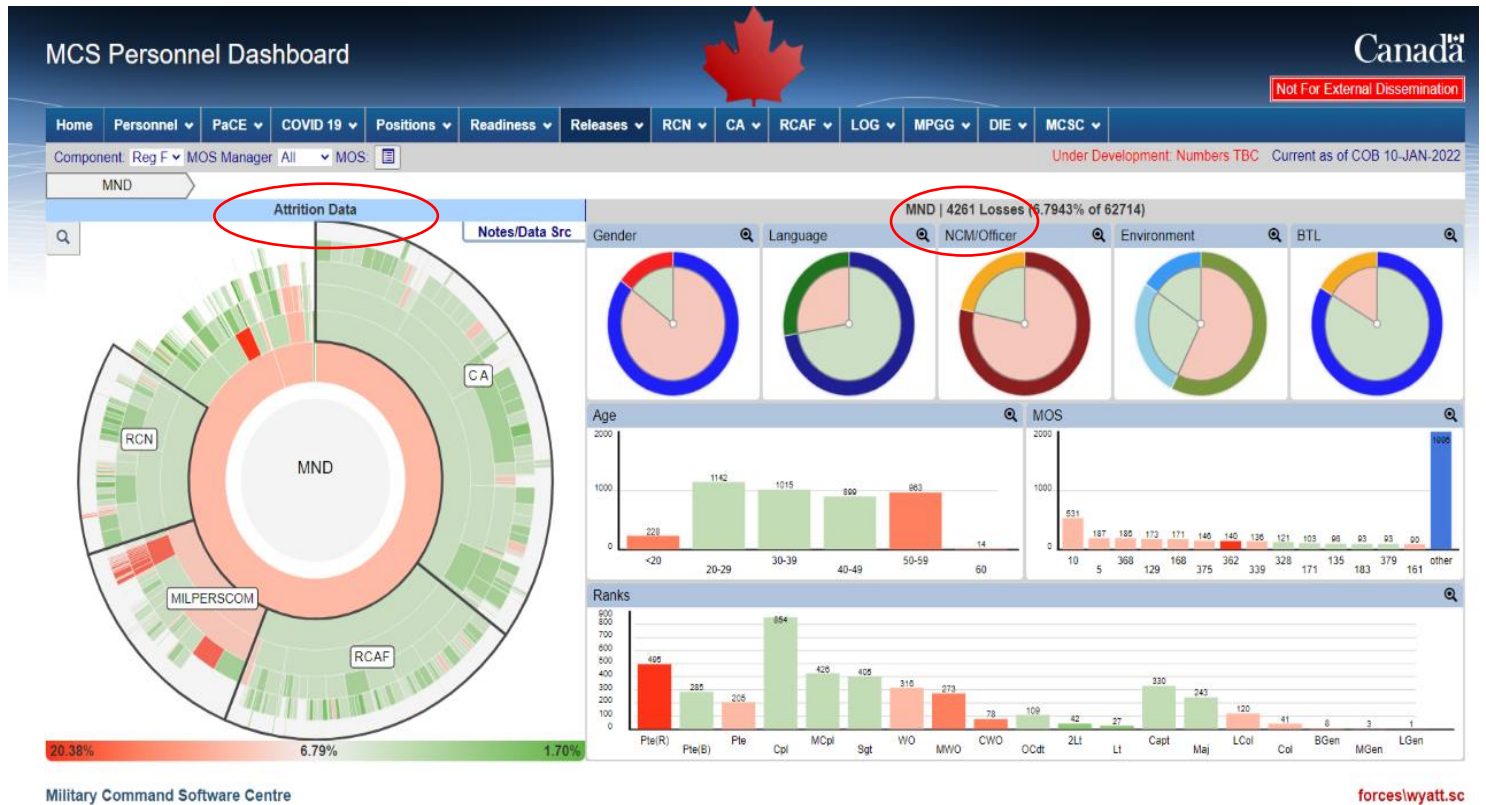 MCS Personnel Dashboard
Canada
Not For External Dissemination
Home Personnel PaCE COVID 19 Positions Readiness Releases RCN CA RCAF LOG MPGG DIE MCSC
Component: Reg F MOS Manager All MOS:
Under Development: Numbers TBC Current as of COB 10-JAN-2022
MND
Attrition Data
MND | 4261 Losses (6.7943% of 62714)
Notes/Data Src
Gender Language NCM/Officer Environment BTL
CA
RCN
MND
MILPERSCOM
RCAF
20.38% 6.79% 1.70%
Age
2000
1000
0
228 1142 1015 899 963 14
<20 20-29 30-39 40-49 50-59 60
MOS
2000
1000
0
531 187 186 173 171 146 140 136 121 103 96 93 93 90
10 5 368 129 168 375 362 339 328 171 135 183 379 161 other
Ranks
900
800
700
600
500
400
300
200
100
0
495 285 205 854 426 405 316 273 78 109 42 27 330 243 120 41 8 3 1
Pte(R) Pte(B) Pte Cpl MCpl Sgt WO MWO CWO OCdt 2Lt Lt Capt Maj LCol Col BGen MGen LGen
Military Command Software Centre
forces\wyatt.sc